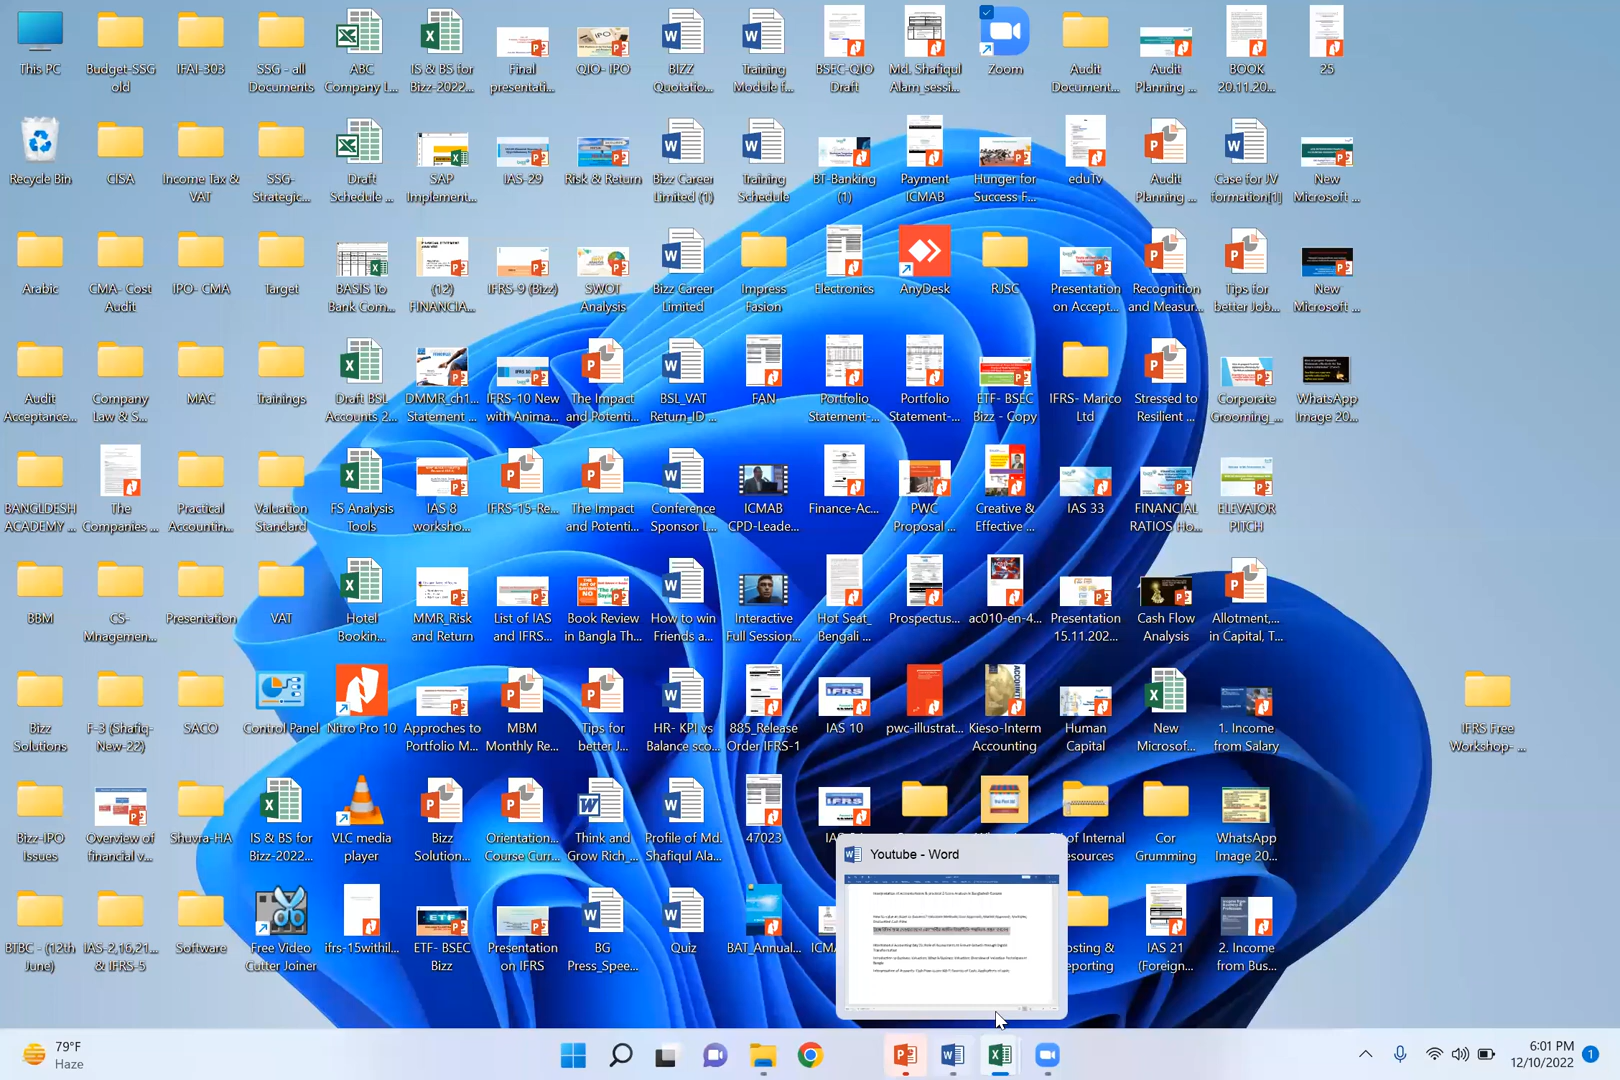 This PC
Budget-SSG
old
IFAI-303
SSG - all
Documents
ABC
Company L...
IS & BS for
Bizz-2022...
Final
presentati...
QIO- IPO
BIZZ
Quotatio...
Training
Module f...
BSEC-QIO
Draft
Md. Shafiqul
Alam_sessi...
Zoom
Audit
Document...
Audit
Planning ...
BOOK
20.11.20...
25
Recycle Bin
CISA
Income Tax &
VAT
SSG-
Strategic...
Draft
Schedule ...
SAP
Implement...
IAS-29
Risk & Return
Bizz Career
Limited (1)
Training
Schedule
BT-Banking
(1)
Payment
ICMAB
Hunger for
Success F...
eduTv
Audit
Planning ...
Case for JV
formation[1]
New
Microsoft ...
Arabic
CMA- Cost
Audit
IPO- CMA
Target
BASIS To
Bank Com...
(12)
FINANCIA...
IFRS-9 (Bizz)
SWOT
Analysis
Bizz Career
Limited
Impress
Fasion
Electronics
AnyDesk
RJSC
Presentation
on Accept...
Recognition
and Measur...
Tips for
better Job...
New
Microsoft ...
Audit
Acceptance...
Company
Law & S...
MAC
Trainings
Draft BSL
Accounts 2...
DMMR_ch1...
Statement ...
IFRS-10 New
with Anima...
The Impact
and Potenti...
BSL_VAT
Return_ID...
FAN
Portfolio
Statement-...
Portfolio
Statement-...
ETF- BSEC
Bizz - Copy
IFRS- Marico
Ltd
Stressed to
Resilient ...
Corporate
Grooming_...
WhatsApp
Image 20...
BANGLDESH
ACADEMY ...
The
Companies ...
Practical
Accountin...
Valuation
Standard
FS Analysis
Tools
IAS 8
worksho...
IFRS-15-Re...
The Impact
and Potenti...
Conference
Sponsor L...
ICMAB
CPD-Leade...
Finance-Ac...
PWC
Proposal ...
Creative &
Effective ...
IAS 33
FINANCIAL
RATIOS Ho...
ELEVATOR
PITCH
BBM
CS-
Mnagemen...
Presentation
VAT
Hotel
Bookin...
MMR_Risk
and Return
List of IAS
and IFRS...
Book Review
in Bangla Th...
How to win
Friends a...
Interactive
Full Session...
Hot Seat_
Bengali ...
Prospectus...
ac010-en-4...
Presentation
15.11.202...
Cash Flow
Analysis
Allotment,...
in Capital, T...
Bizz
Solutions
F-3 (Shafiq-
New-22)
SACO
Control Panel
Nitro Pro 10
Approches to
Portfolio M...
MBM
Monthly Re...
Tips for
better J...
HR- KPI vs
Balance sco...
885_Release
Order IFRS-1
IAS 10
pwc-illustrat...
Kieso-Interm
Accounting
Human
Capital
New
Microsof...
1. Income
from Salary
IFRS Free
Workshop- ...
Bizz-IPO
Issues
Overview of
financial v...
Shuvra-HA
IS & BS for
Bizz-2022...
VLC media
player
Bizz
Solution...
Orientation...
Course Curr...
Think and
Grow Rich_...
Profile of Md.
Shafiqul Ala...
47023
of Internal
esources
Cor
Grumming
WhatsApp
Image 20...
Youtube - Word
BTBC - (12th
June)
IAS-2,16,21...
& IFRS-5
Software
Free Video
Cutter Joiner
ifrs-15withil...
ETF- BSEC
Bizz
Presentation
on IFRS
BG
Press_Spee...
Quiz
BAT_Annual...
osting &
eporting
IAS 21
(Foreign...
2. Income
from Bus...
79°F
Haze
6:01 PM
12/10/2022
1